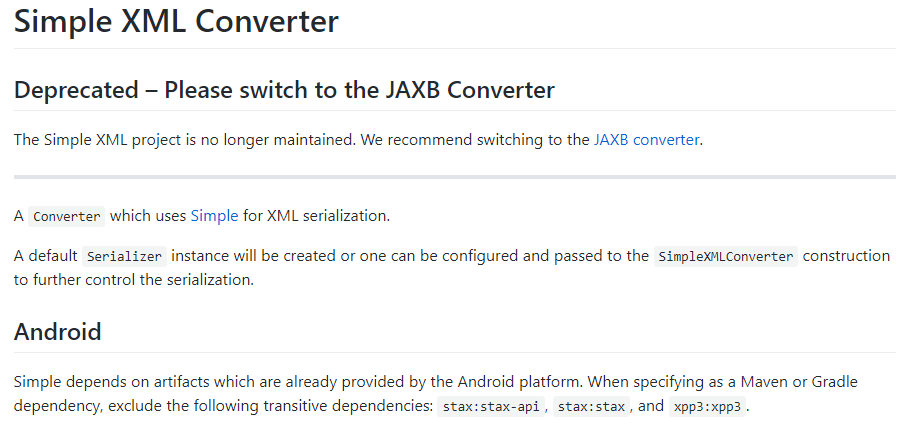 Simple XML Converter
Deprecated – Please switch to the JAXB Converter
The Simple XML project is no longer maintained. We recommend switching to the JAXB converter.
A Converter which uses Simple for XML serialization.
A default Serializer instance will be created or one can be configured and passed to the SimpleXMLConverter construction
to further control the serialization.
Android
Simple depends on artifacts which are already provided by the Android platform. When specifying as a Maven or Gradle
dependency, exclude the following transitive dependencies: stax:stax-api, stax:stax, and xpp3:xpp3.